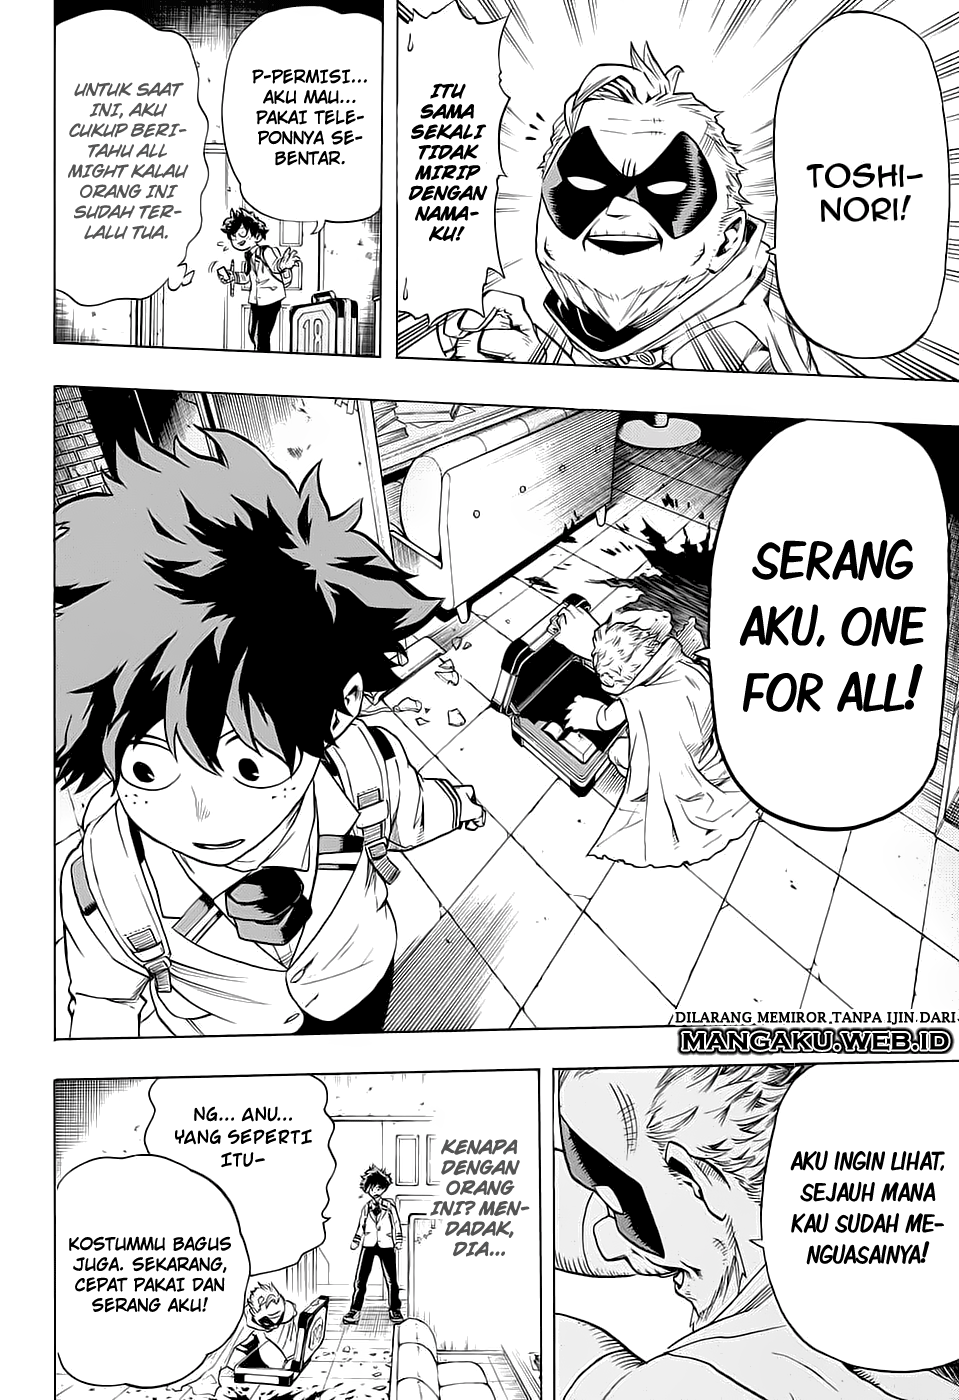 TOSHI-
NORI!
ITU
SAMA
SEKALI
TIDAK
MIRIP
DENGAN
NAMA-
KU!
P-PERMISI...
AKU MAU...
PAKAI TELE-
PONNYA SE-
BENTAR.
UNTUK SAAT
INI, AKU
CUKUP BERI-
TAHU ALL
MIGHT KALAU
ORANG INI
SUDAH TER-
LALU TUA.
18
SERANG
AKU, ONE
FOR ALL!
DILARANG MEMIROR TANPA IJIN DARI
MANGAKU.WEB.ID
AKU INGIN LIHAT,
SEJAUH MANA
KAU SUDAH ME-
NGUASAINYA!
KENAPA
DENGAN
ORANG
INI? MEN-
DADAK,
DIA...
NG... ANU...
YANG SEPERTI
ITU-
KOSTUMMU BAGUS
JUGA. SEKARANG,
CEPAT PAKAI DAN
SERANG AKU!